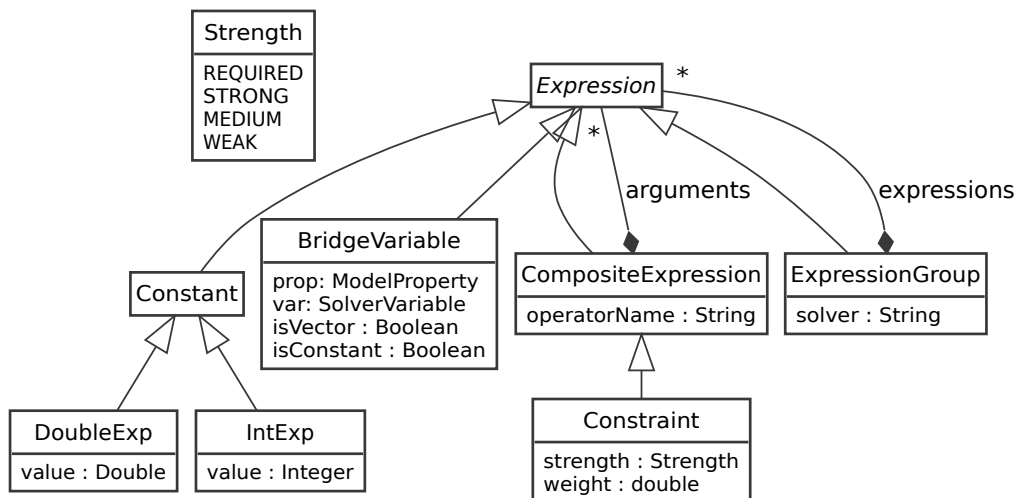 Strength
REQUIRED
STRONG
MEDIUM
WEAK
Expression
*
*
arguments
expressions
BridgeVariable
prop: ModelProperty
var: SolverVariable
isVector : Boolean
isConstant : Boolean
CompositeExpression
operatorName : String
ExpressionGroup
solver : String
Constant
DoubleExp
value : Double
IntExp
value : Integer
Constraint
strength : Strength
weight : double